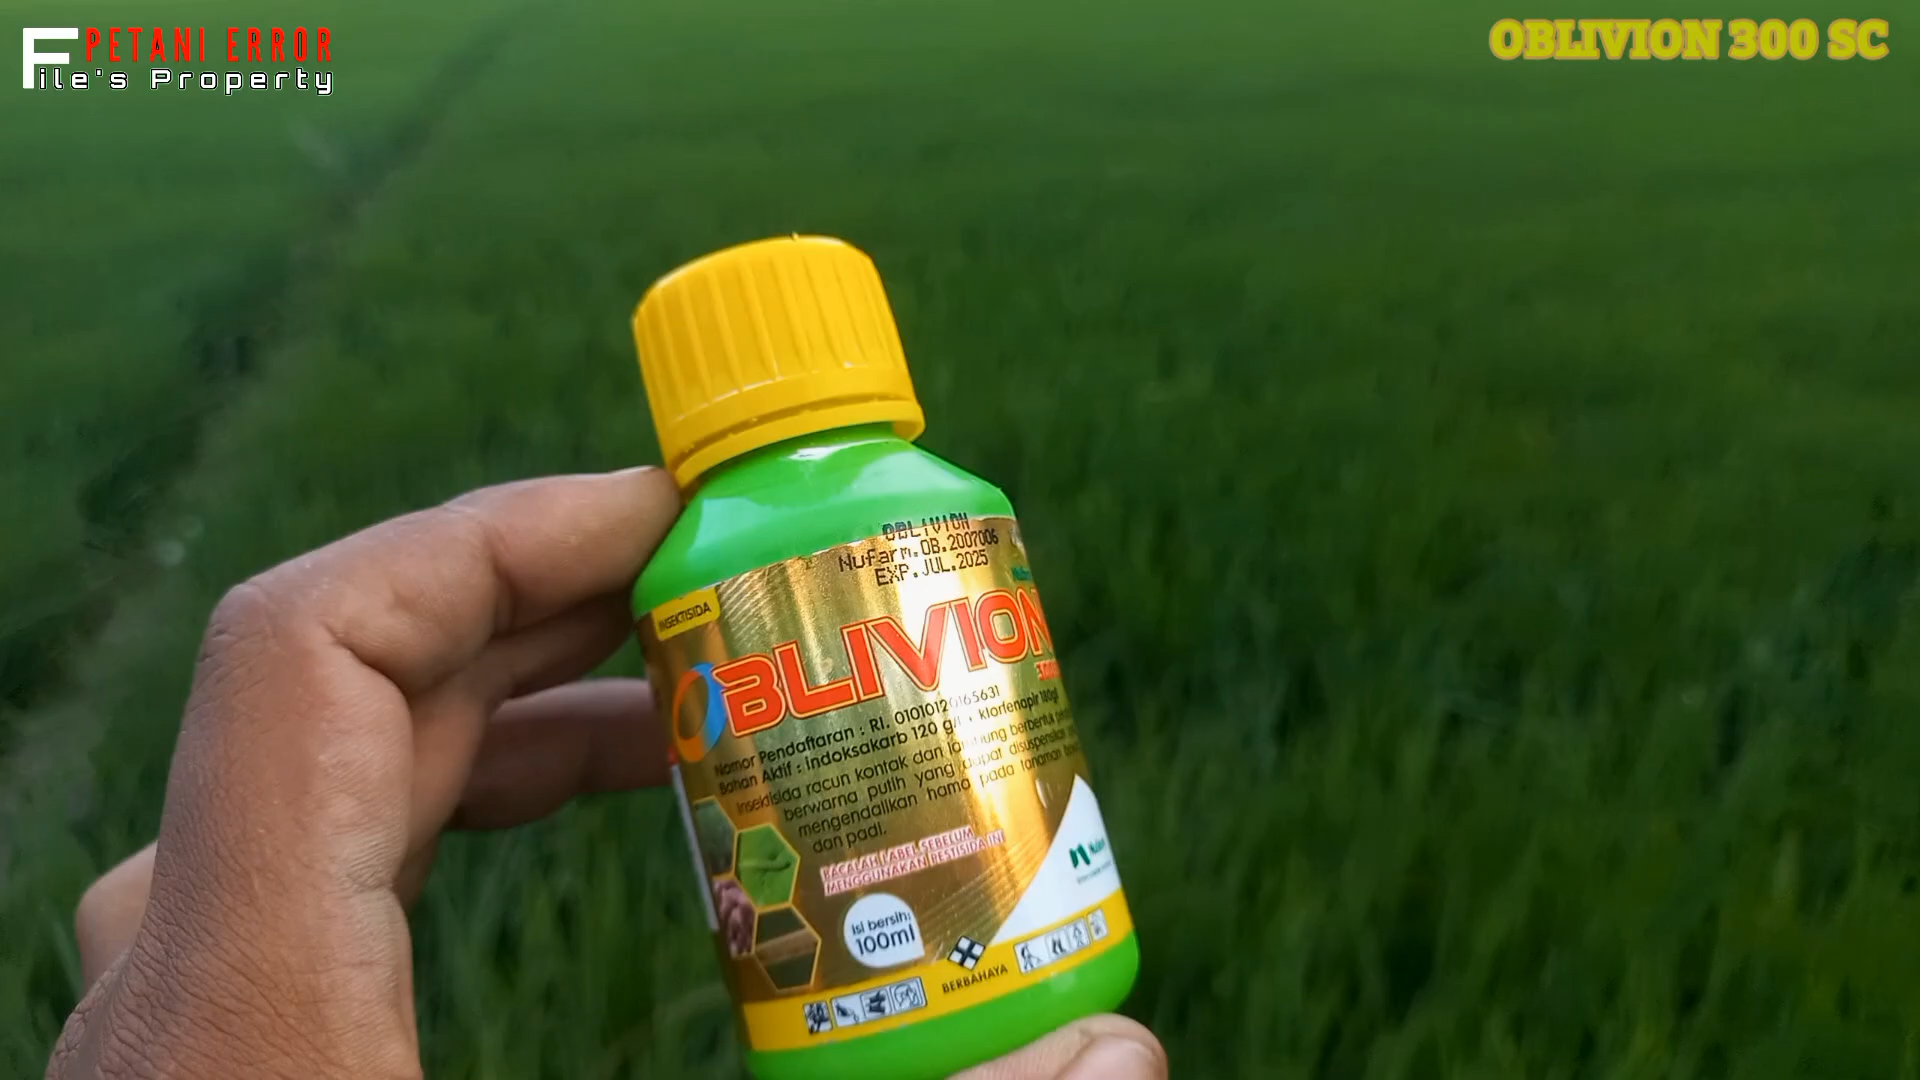 PETANI ERROR
File's Property
OBLIVION 300 SC
OBLIVION
Nufarm.OB.2007006
EXP.JUL.2025
INSEKTISIDA
OBLIVION
Nomor Pendaftaran : RI. 01010120165631
Bahan Aktif : indoksakarb 120 g/l + klorfenapir 180g/l
Insektisida racun kontak dan lambung berbentuk
berwarna putih yang dapat disuspensikan
mengendalikan hama pada tanaman
dan padi.
BACALAH LABEL SEBELUM
MENGGUNAKAN PESTISIDA INI
isi bersih:
100ml
BERBAHAYA